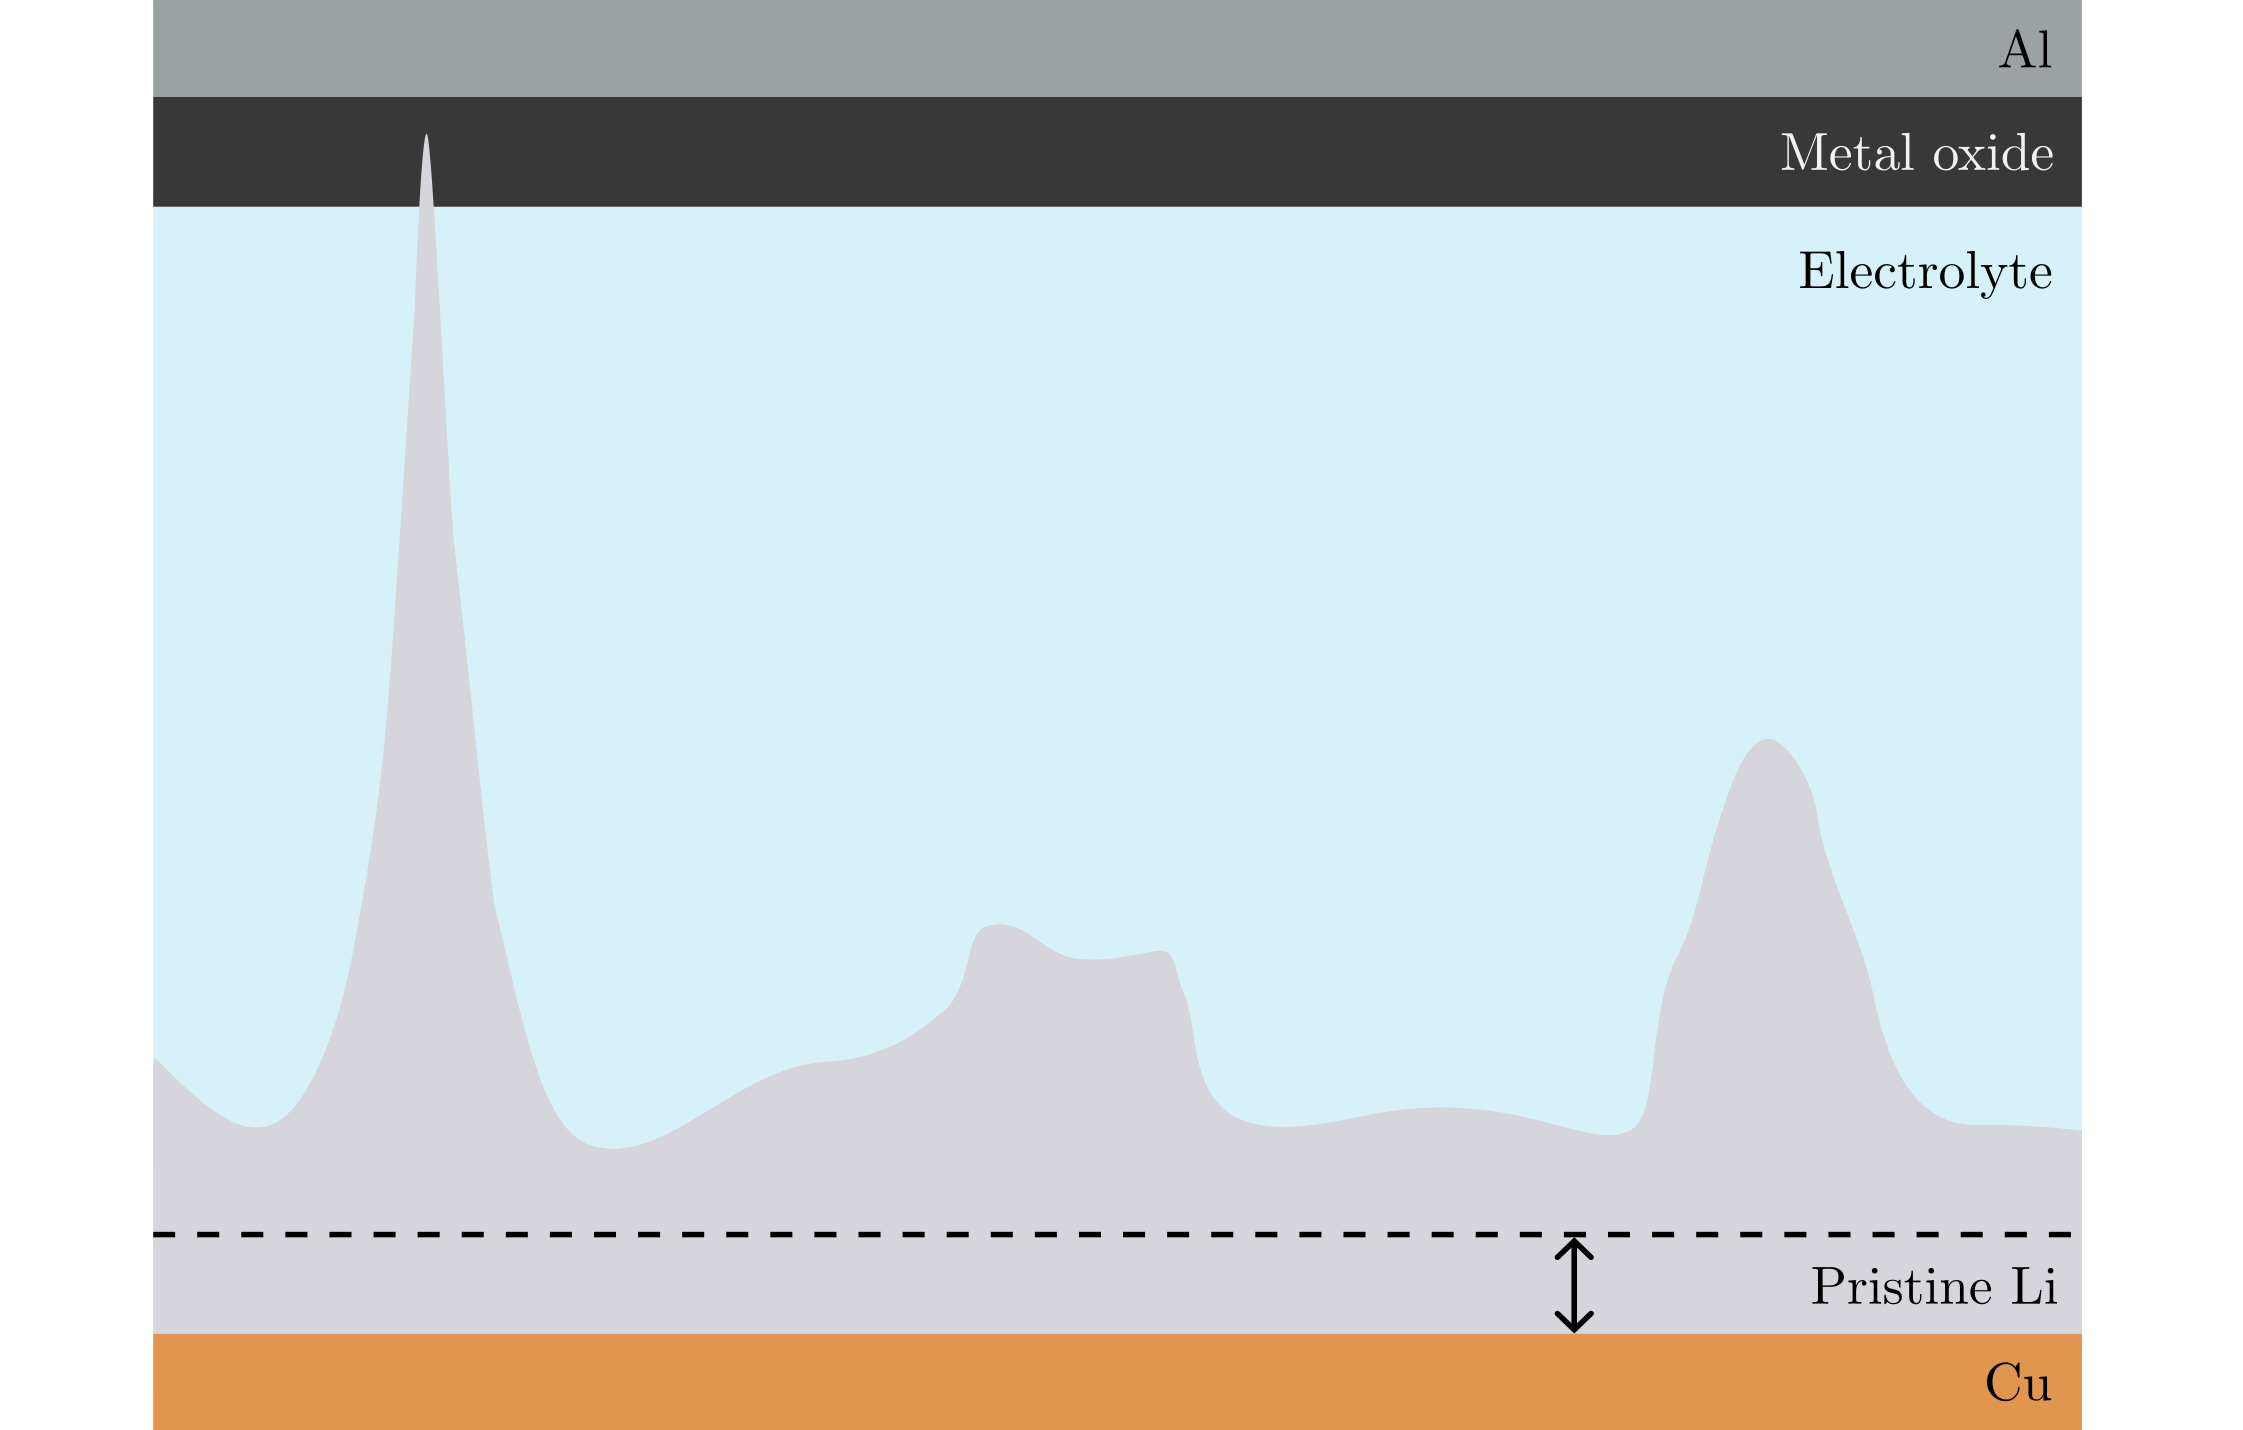 Al
Metal oxide
Electrolyte
Pristine Li
Cu